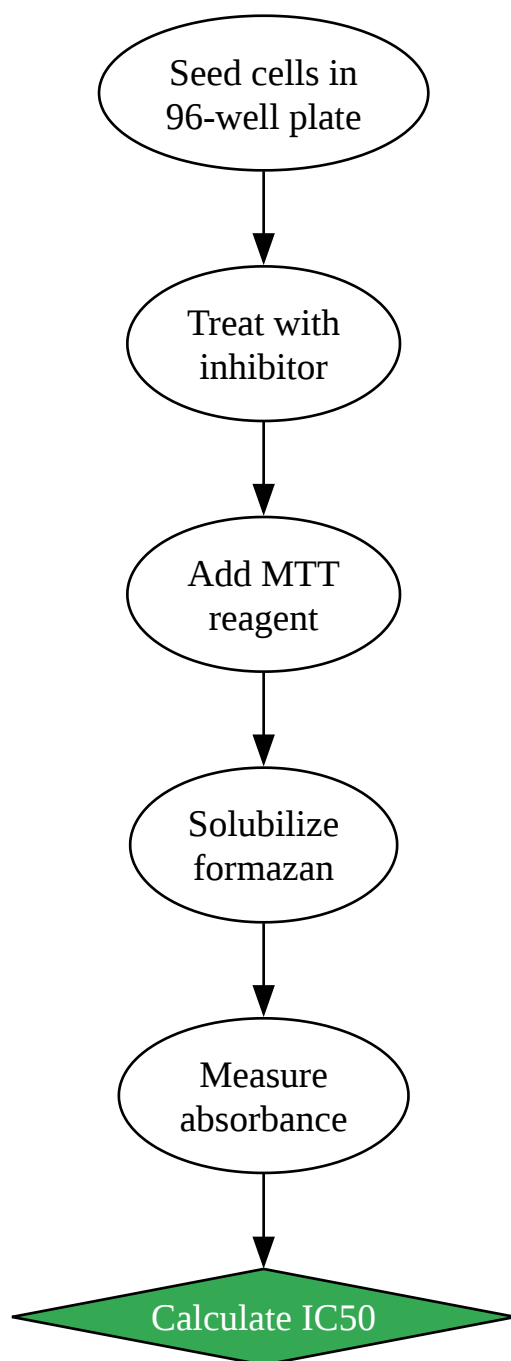 Seed cells in
96-well plate
Treat with
inhibitor
Add MTT
reagent
Solubilize
formazan
Measure
absorbance
Calculate IC50